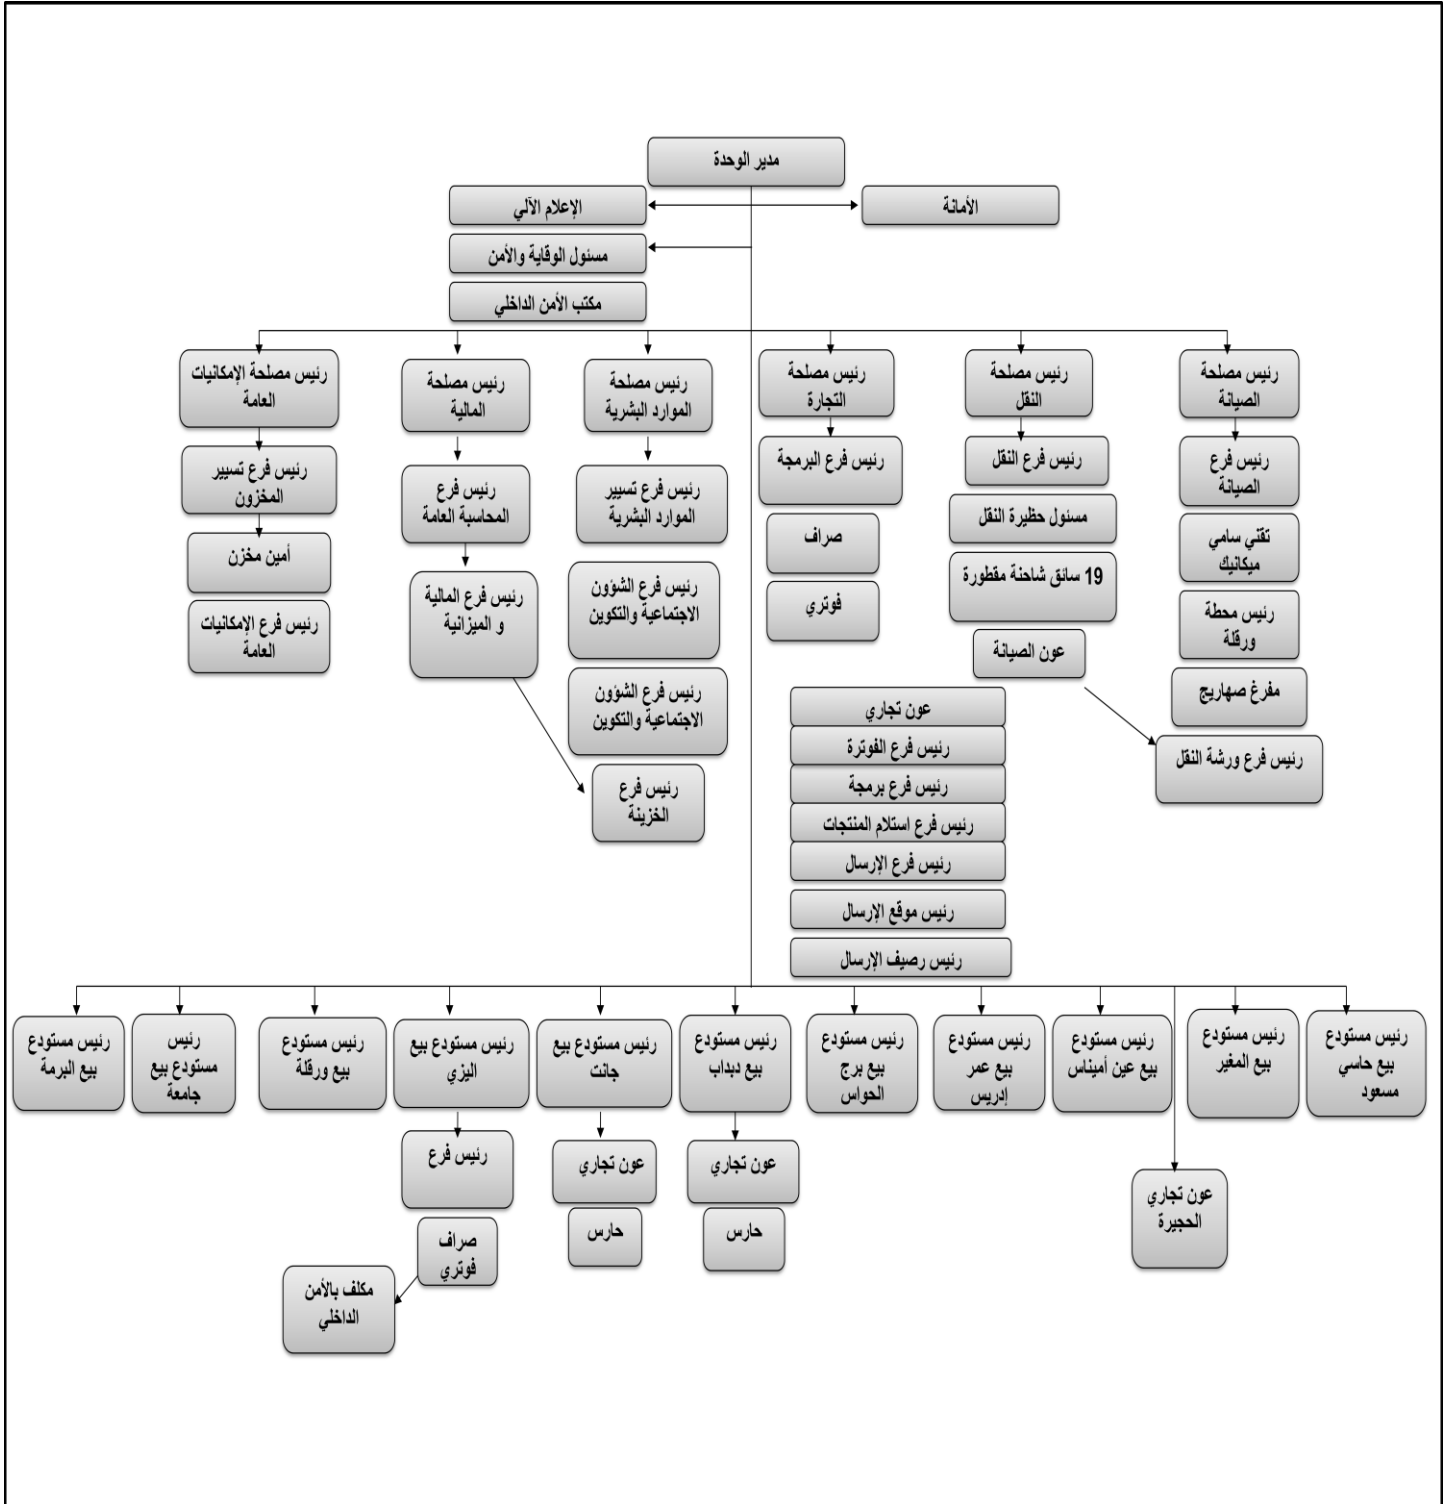 مدير الوحدة
الأمانة
الإعلام الآلي
مسئول الوقاية والأمن
مكتب الأمن الداخلي
رئيس مصلحة
الصيانة
رئيس فرع
الصيانة
تقني سامي
ميكانيك
رئيس محطة
ورقلة
مفرغ صهاريج
رئيس فرع ورشة النقل
رئيس مصلحة
النقل
رئيس فرع النقل
مسئول حظيرة النقل
19 سائق شاحنة مقطورة
عون الصيانة
رئيس مصلحة
التجارة
رئيس فرع البرمجة
صراف
فوتري
عون تجاري
رئيس فرع الفوترة
رئيس فرع برمجة
رئيس فرع استلام المنتجات
رئيس فرع الإرسال
رئيس موقع الإرسال
رئيس رصيف الإرسال
رئيس مصلحة
الموارد البشرية
رئيس فرع تسيير
الموارد البشرية
رئيس فرع الشؤون
الاجتماعية والتكوين
رئيس فرع الشؤون
الاجتماعية والتكوين
رئيس فرع
الخزينة
رئيس مصلحة
المالية
رئيس فرع
المحاسبة العامة
رئيس فرع المالية
و الميزانية
رئيس مصلحة الإمكانيات
العامة
رئيس فرع تسيير
المخزون
أمين مخزن
رئيس فرع الإمكانيات
العامة
رئيس مستودع
بيع حاسي
مسعود
رئيس مستودع
بيع المغير
عون تجاري
الحجيرة
رئيس مستودع
بيع عين أميناس
رئيس مستودع
بيع عمر
إدريس
رئيس مستودع
بيع برج
الحواس
رئيس مستودع
بيع دبداب
عون تجاري
حارس
رئيس مستودع بيع
جانت
عون تجاري
حارس
رئيس مستودع بيع
اليزي
رئيس فرع
صراف
فوتري
مكلف بالأمن
الداخلي
رئيس مستودع
بيع ورقلة
رئيس
مستودع بيع
جامعة
رئيس مستودع
بيع البرمة